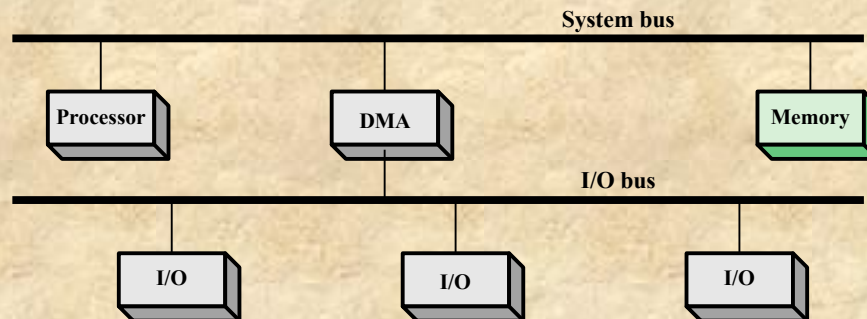 System bus
Processor
DMA
Memory
I/O bus
I/O
I/O
I/O